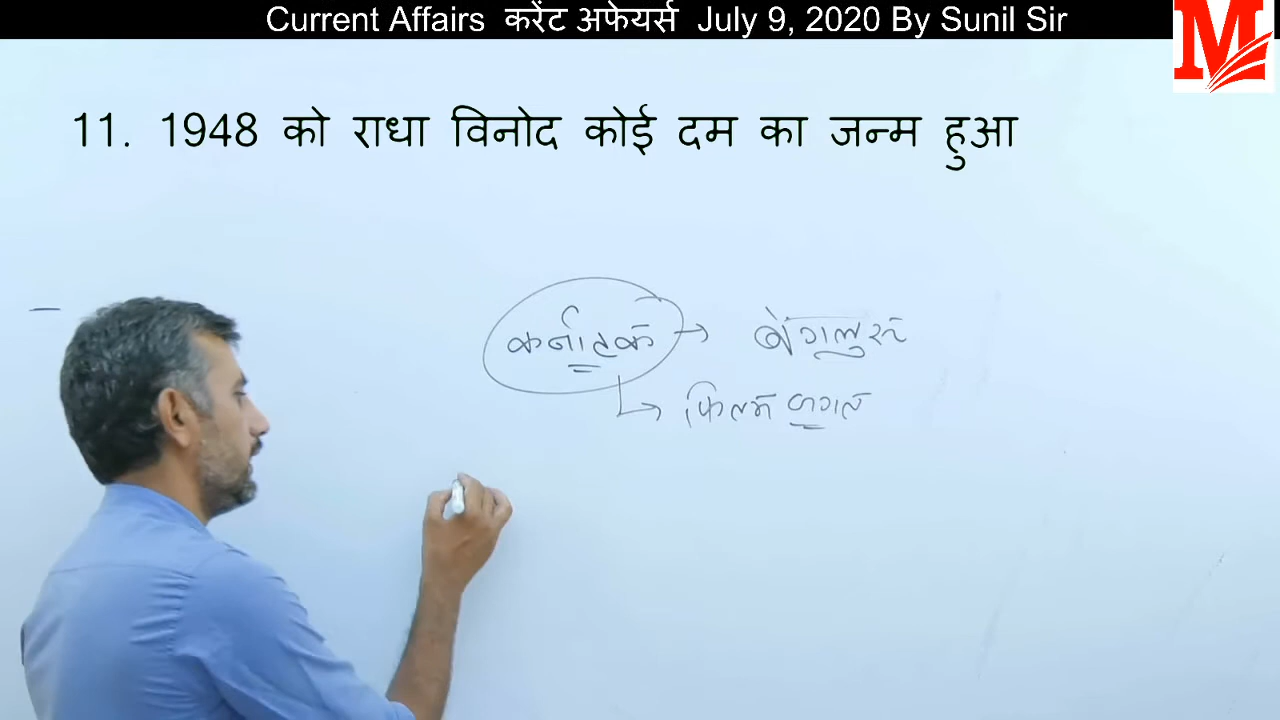 Current Affairs करेंट अफेयर्स July 9, 2020 By Sunil Sir
M
11. 1948 को राधा विनोद कोई दम का जन्म हुआ
कर्नाटक → बेंगलुरू
फिल्म जगत